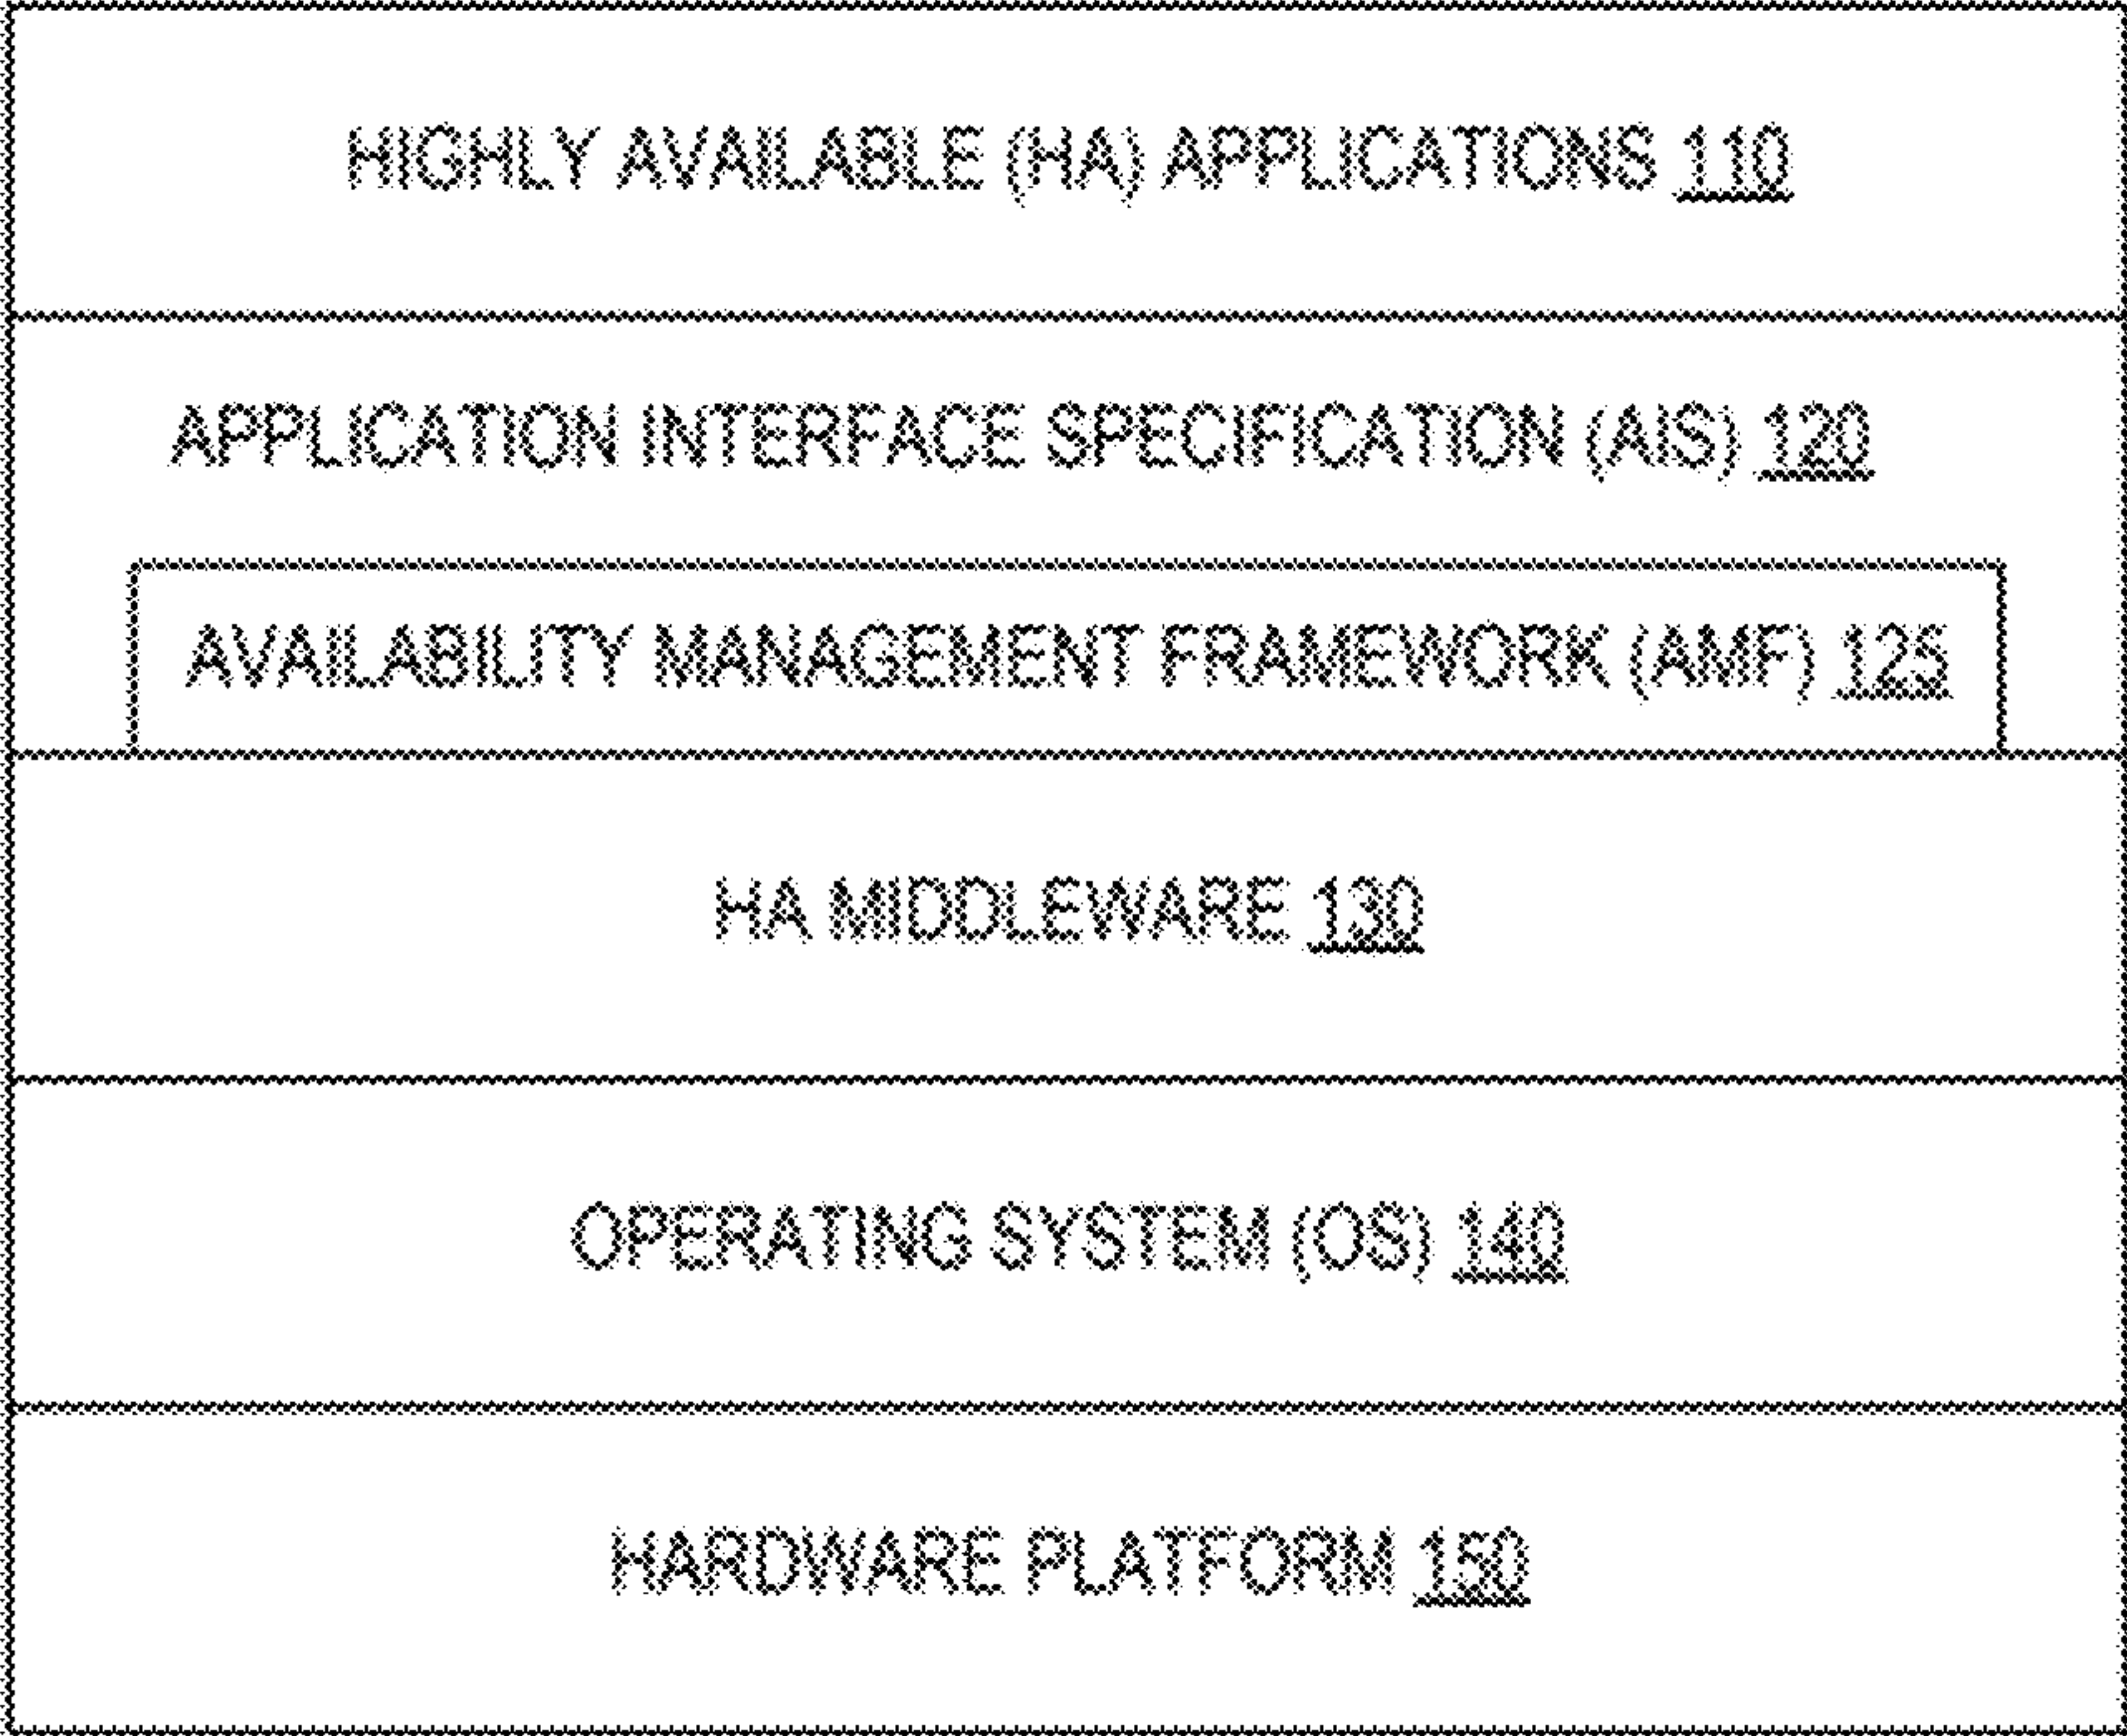 HIGHLY AVAILABLE (HA) APPLICATIONS 110
APPLICATION INTERFACE SPECIFICATION (AIS) 120
AVAILABILITY MANAGEMENT FRAMEWORK (AMF) 125
HA MIDDLEWARE 130
OPERATING SYSTEM (OS) 140
HARDWARE PLATFORM 150